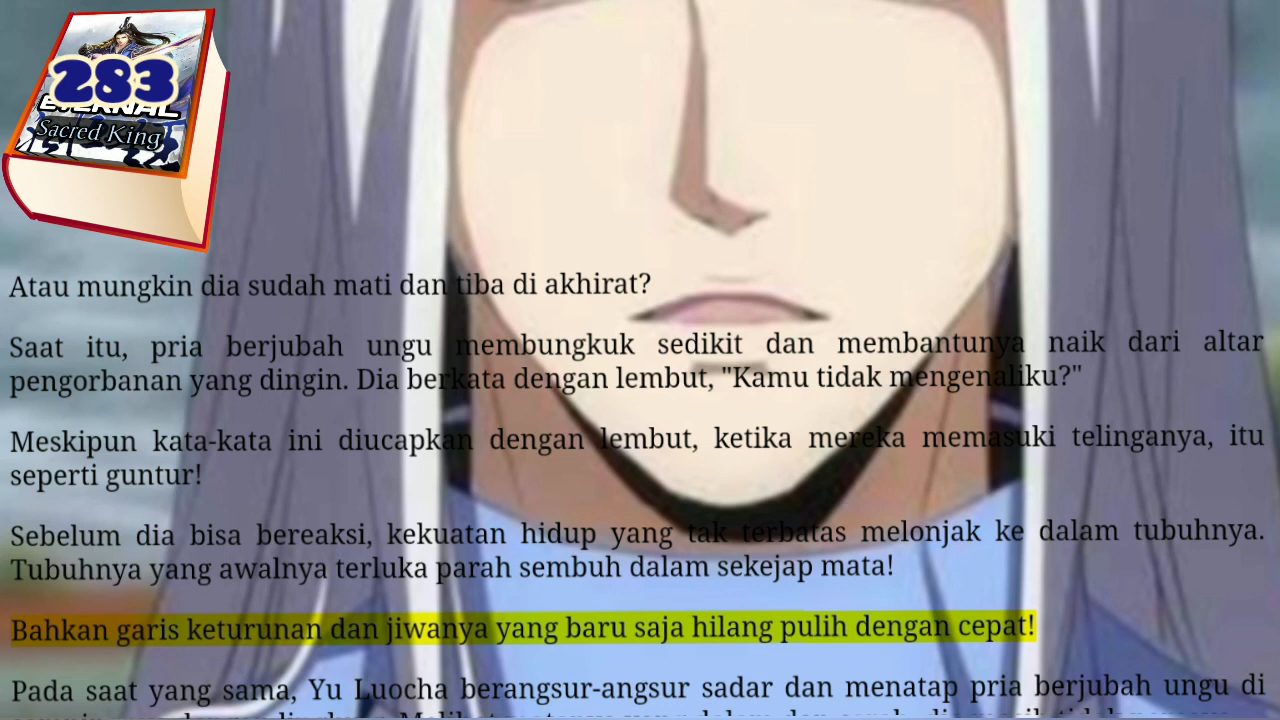 283
ETERNAL
Sacred King
Atau mungkin dia sudah mati dan tiba di akhirat?
Saat itu, pria berjubah ungu membungkuk sedikit dan membantunya naik dari altar
pengorbanan yang dingin. Dia berkata dengan lembut, "Kamu tidak mengenaliku?"
Meskipun kata-kata ini diucapkan dengan lembut, ketika mereka memasuki telinganya, itu
seperti guntur!
Sebelum dia bisa bereaksi, kekuatan hidup yang tak terbatas melonjak ke dalam tubuhnya.
Tubuhnya yang awalnya terluka parah sembuh dalam sekejap mata!
Bahkan garis keturunan dan jiwanya yang baru saja hilang pulih dengan cepat!
Pada saat yang sama, Yu Luocha berangsur-angsur sadar dan menatap pria berjubah ungu di